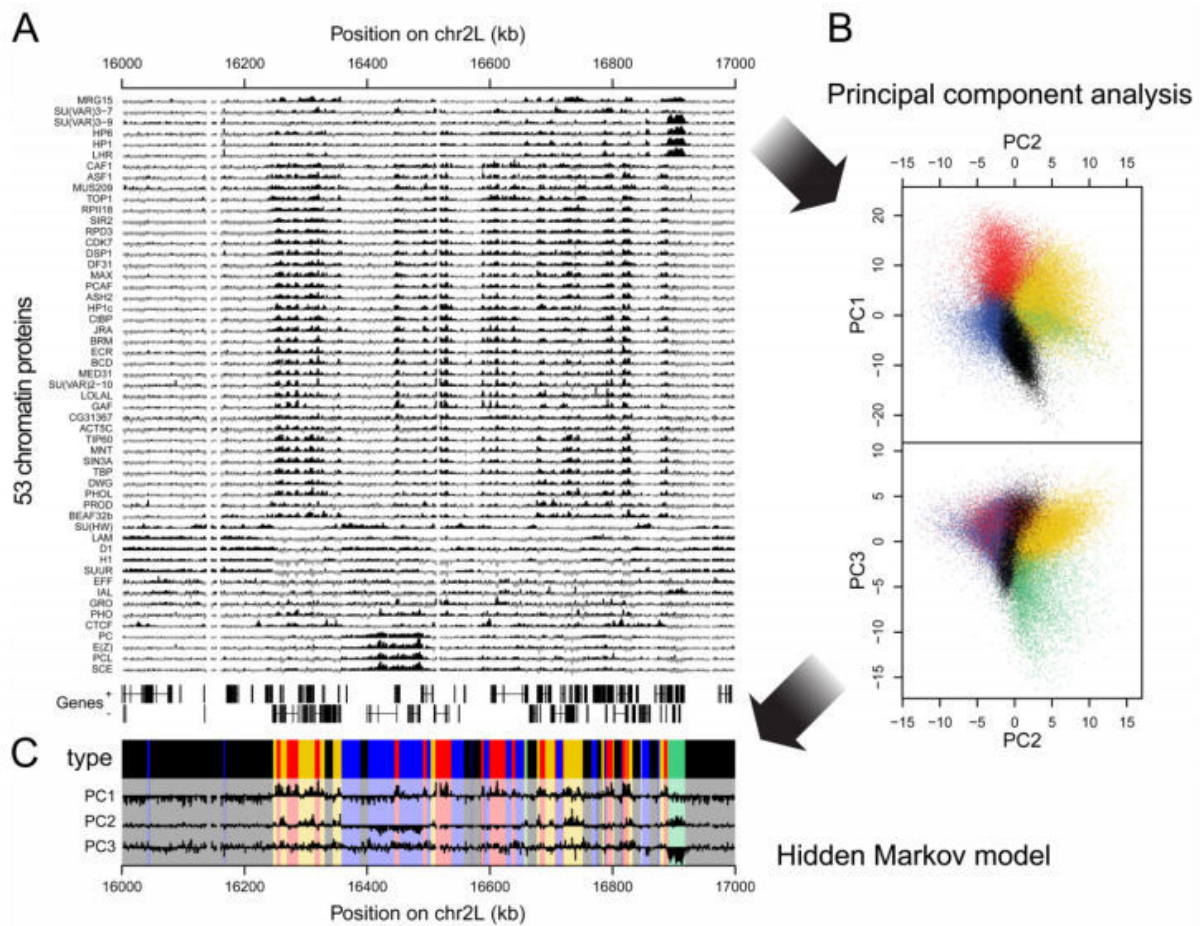 A
Position on chr2L (kb)
16000 16200 16400 16600 16800 17000
53 chromatin proteins
MRG15
SU(VAR)3-7
SU(VAR)3-9
HP6
HP1
LHR
CAF1
ASF1
MUS209
TOP1
RPII18
SIR2
RPD3
CDK7
DSP1
DF31
MAX
PCAF
ASH2
HP1c
CtBP
JRA
BRM
ECR
BCD
MED31
SU(VAR)2-10
LOLAL
GAF
CG31367
ACT5C
TIP60
MNT
SIN3A
TBP
DWG
PHOL
PROD
BEAF32b
SU(HW)
LAM
D1
H1
SUUR
EFF
IAL
GRO
PHO
CTCF
PC
E(Z)
PCL
SCE
Genes + -
B
Principal component analysis
PC2
-15 -10 -5 0 5 10 15
PC1
20
10
0
-10
-20
PC3
10
5
0
-5
-10
-15
-15 -10 -5 0 5 10 15
PC2
C
type
PC1
PC2
PC3
16000 16200 16400 16600 16800 17000
Position on chr2L (kb)
Hidden Markov model